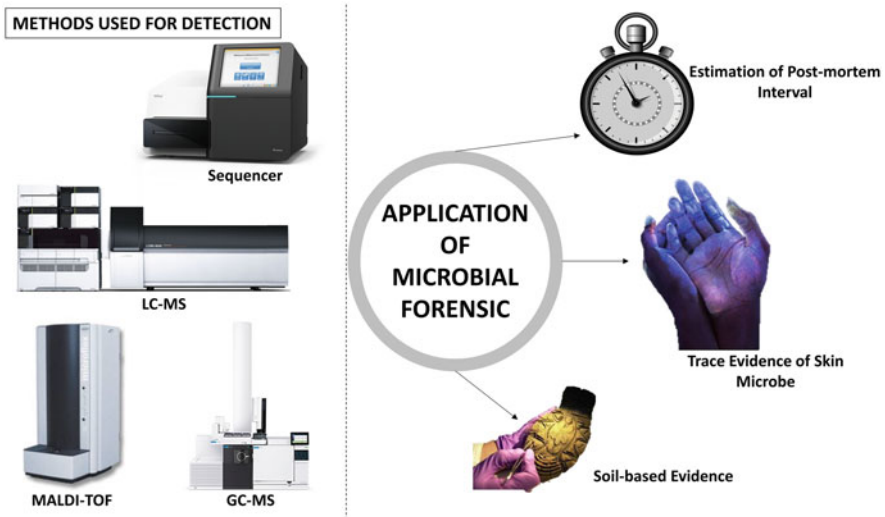 METHODS USED FOR DETECTION
Sequencer
LC-MS
MALDI-TOF
GC-MS
APPLICATION
OF
MICROBIAL
FORENSIC
Estimation of Post-mortem
Interval
Trace Evidence of Skin
Microbe
Soil-based Evidence